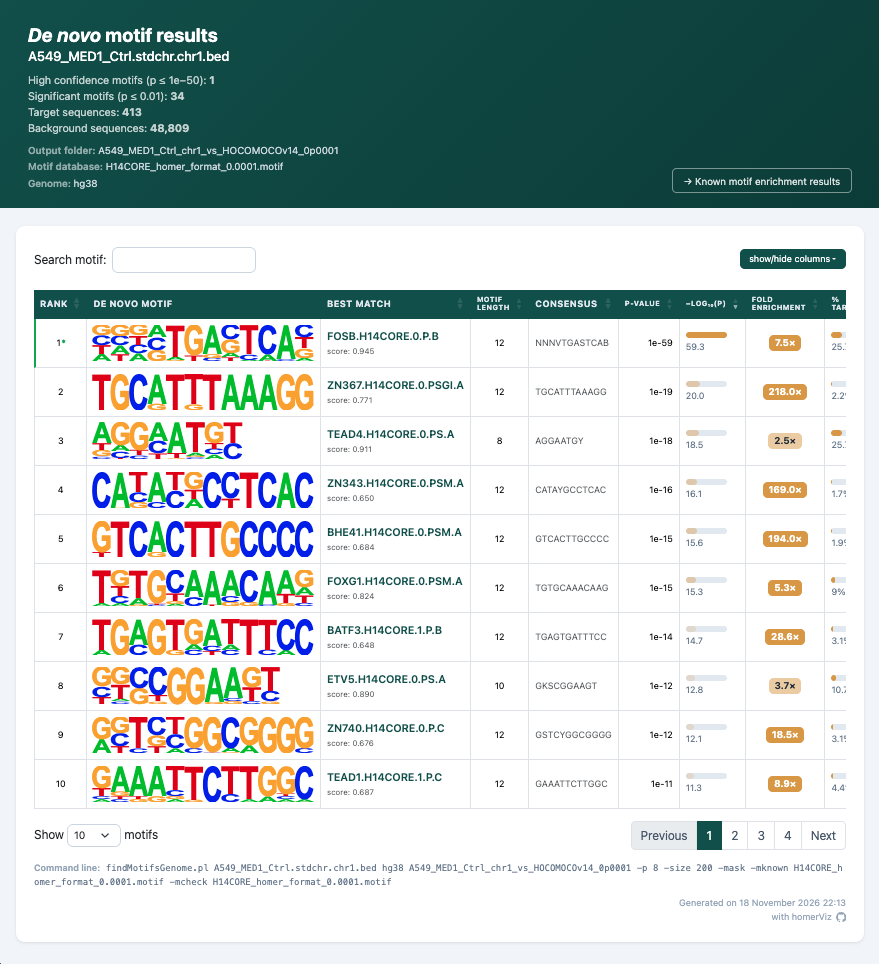 De novo motif results
A549_MED1_Ctrl.stdchr.chr1.bed
High confidence motifs (p ≤ 1e−50): 1
Significant motifs (p ≤ 0.01): 34
Target sequences: 413
Background sequences: 48,809
Output folder: A549_MED1_Ctrl_chr1_vs_HOCOMOCOv14_0p0001
Motif database: H14CORE_homer_format_0.0001.motif
Genome: hg38
→ Known motif enrichment results
Search motif:
show/hide columns
RANK DE NOVO MOTIF BEST MATCH MOTIF LENGTH CONSENSUS P-VALUE −LOG₁₀(P) FOLD ENRICHMENT %
1* FOSB.H14CORE.0.P.B score: 0.945 12 NNNVTGASTCAB 1e-59 59.3 7.5×
2 TGCATTTAAAGG ZN367.H14CORE.0.PSGI.A score: 0.771 12 TGCATTTAAAGG 1e-19 20.0 218.0×
3 TEAD4.H14CORE.0.PS.A score: 0.911 8 AGGAATGY 1e-18 18.5 2.5×
4 ZN343.H14CORE.0.PSM.A score: 0.650 12 CATAYGCCTCAC 1e-16 16.1 169.0×
5 GTCACTTGCCCC BHE41.H14CORE.0.PSM.A score: 0.684 12 GTCACTTGCCCC 1e-15 15.6 194.0×
6 FOXG1.H14CORE.0.PSM.A score: 0.824 12 TGTGCAAACAAG 1e-15 15.3 5.3× 9%
7 BATF3.H14CORE.1.P.B score: 0.648 12 TGAGTGATTTCC 1e-14 14.7 28.6×
8 ETV5.H14CORE.0.PS.A score: 0.890 10 GKSCGGAAGT 1e-12 12.8 3.7×
9 ZN740.H14CORE.0.P.C score: 0.676 12 GSTCYGGCGGGG 1e-12 12.1 18.5×
10 TEAD1.H14CORE.1.P.C score: 0.687 12 GAAATTCTTGGC 1e-11 11.3 8.9×
Show 10 motifs
Previous 1 2 3 4 Next
Command line: findMotifsGenome.pl A549_MED1_Ctrl.stdchr.chr1.bed hg38 A549_MED1_Ctrl_chr1_vs_HOCOMOCOv14_0p0001 −p 8 −size 200 −mask −mknown H14CORE_h
omer_format_0.0001.motif −mcheck H14CORE_homer_format_0.0001.motif
Generated on 18 November 2026 22:13
with homerViz